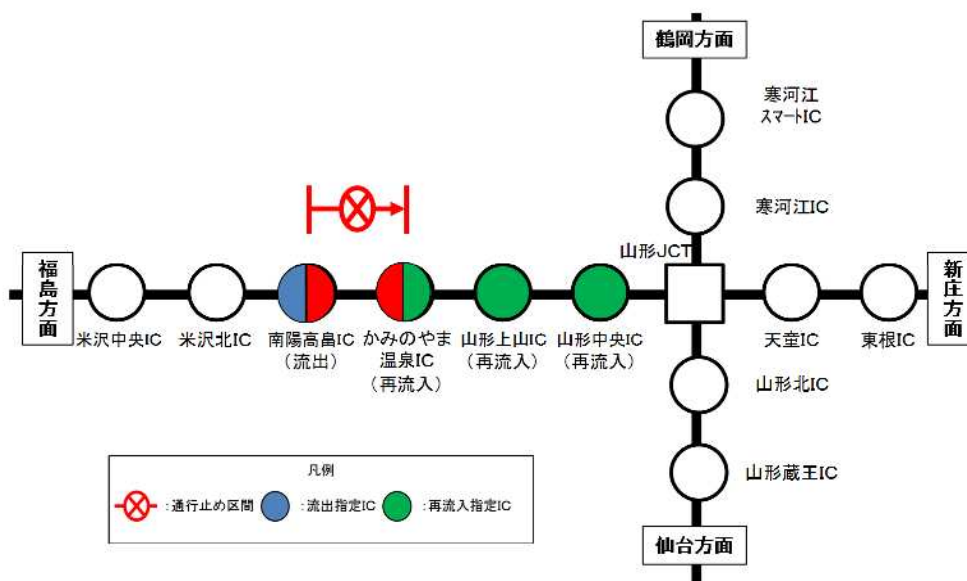 鶴岡方面
寒河江
スマートIC
寒河江IC
山形JCT
福島方面
新庄方面
米沢中央IC
米沢北IC
南陽高畠IC
(流出)
かみのやま
温泉IC
(再流入)
山形上山IC
(再流入)
山形中央IC
(再流入)
天童IC
東根IC
山形北IC
山形蔵王IC
仙台方面
凡例
:通行止め区間
:流出指定IC
:再流入指定IC